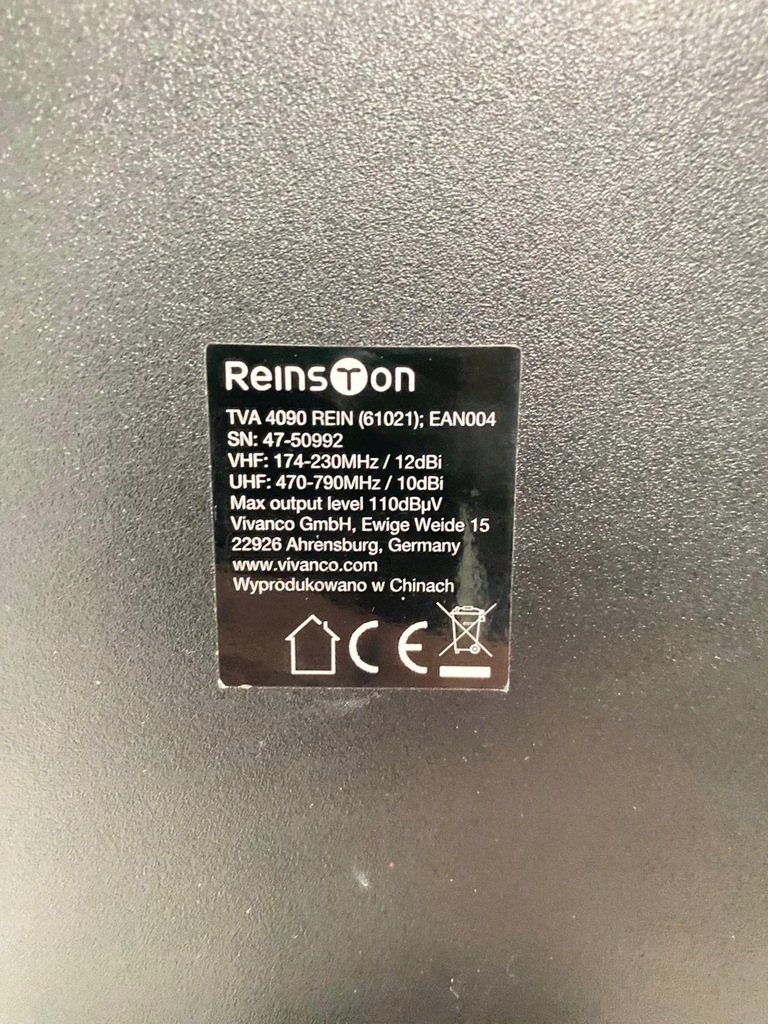 ReinsTon
TVA 4090 REIN (61021); EAN004
SN: 47-50992
VHF: 174-230MHz / 12dBi
UHF: 470-790MHz / 10dBi
Max output level 110dBµV
Vivanco GmbH, Ewige Weide 15
22926 Ahrensburg, Germany
www.vivanco.com
Wyprodukowano w Chinach
CE